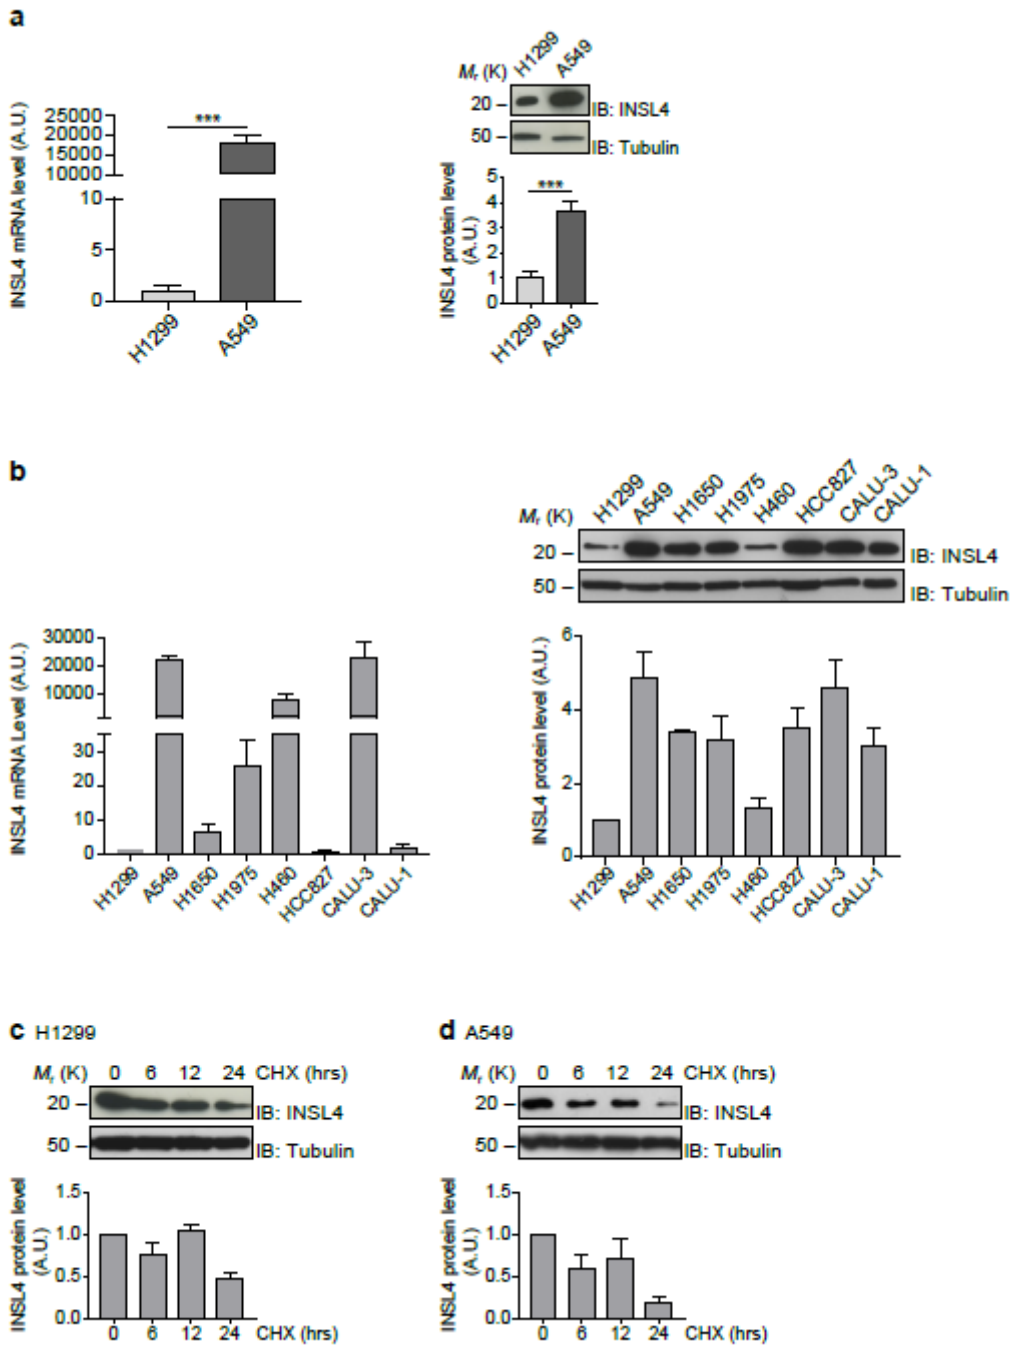 a
H1299 A549
Mr (K)
20 – IB: INSL4
50 – IB: Tubulin
INSL4 mRNA level (A.U.)
25000
20000
15000
10000
10
5
0
***
H1299 A549
INSL4 protein level
(A.U.)
5
4
3
2
1
0
***
H1299 A549
b
H1299 A549 H1650 H1975 H460 HCC827 CALU-3 CALU-1
Mr (K)
20 – IB: INSL4
50 – IB: Tubulin
INSL4 mRNA Level (A.U.)
30000
20000
10000
30
20
10
0
H1299 A549 H1650 H1975 H460 HCC827 CALU-3 CALU-1
INSL4 protein level (A.U.)
6
4
2
0
H1299 A549 H1650 H1975 H460 HCC827 CALU-3 CALU-1
c H1299
Mr (K) 0 6 12 24 CHX (hrs)
20 – IB: INSL4
50 – IB: Tubulin
INSL4 protein level
(A.U.)
1.5
1.0
0.5
0.0
0 6 12 24 CHX (hrs)
d A549
Mr (K) 0 6 12 24 CHX (hrs)
20 – IB: INSL4
50 – IB: Tubulin
INSL4 protein level
(A.U.)
1.5
1.0
0.5
0.0
0 6 12 24 CHX (hrs)